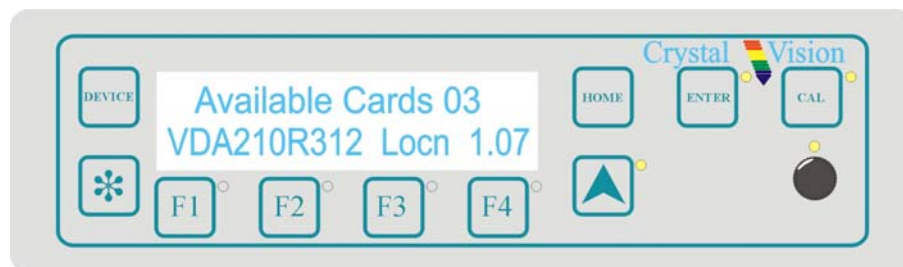 Crystal Vision
DEVICE
Available Cards 03
HOME
ENTER
CAL
VDA210R312 Locn 1.07
F1
F2
F3
F4